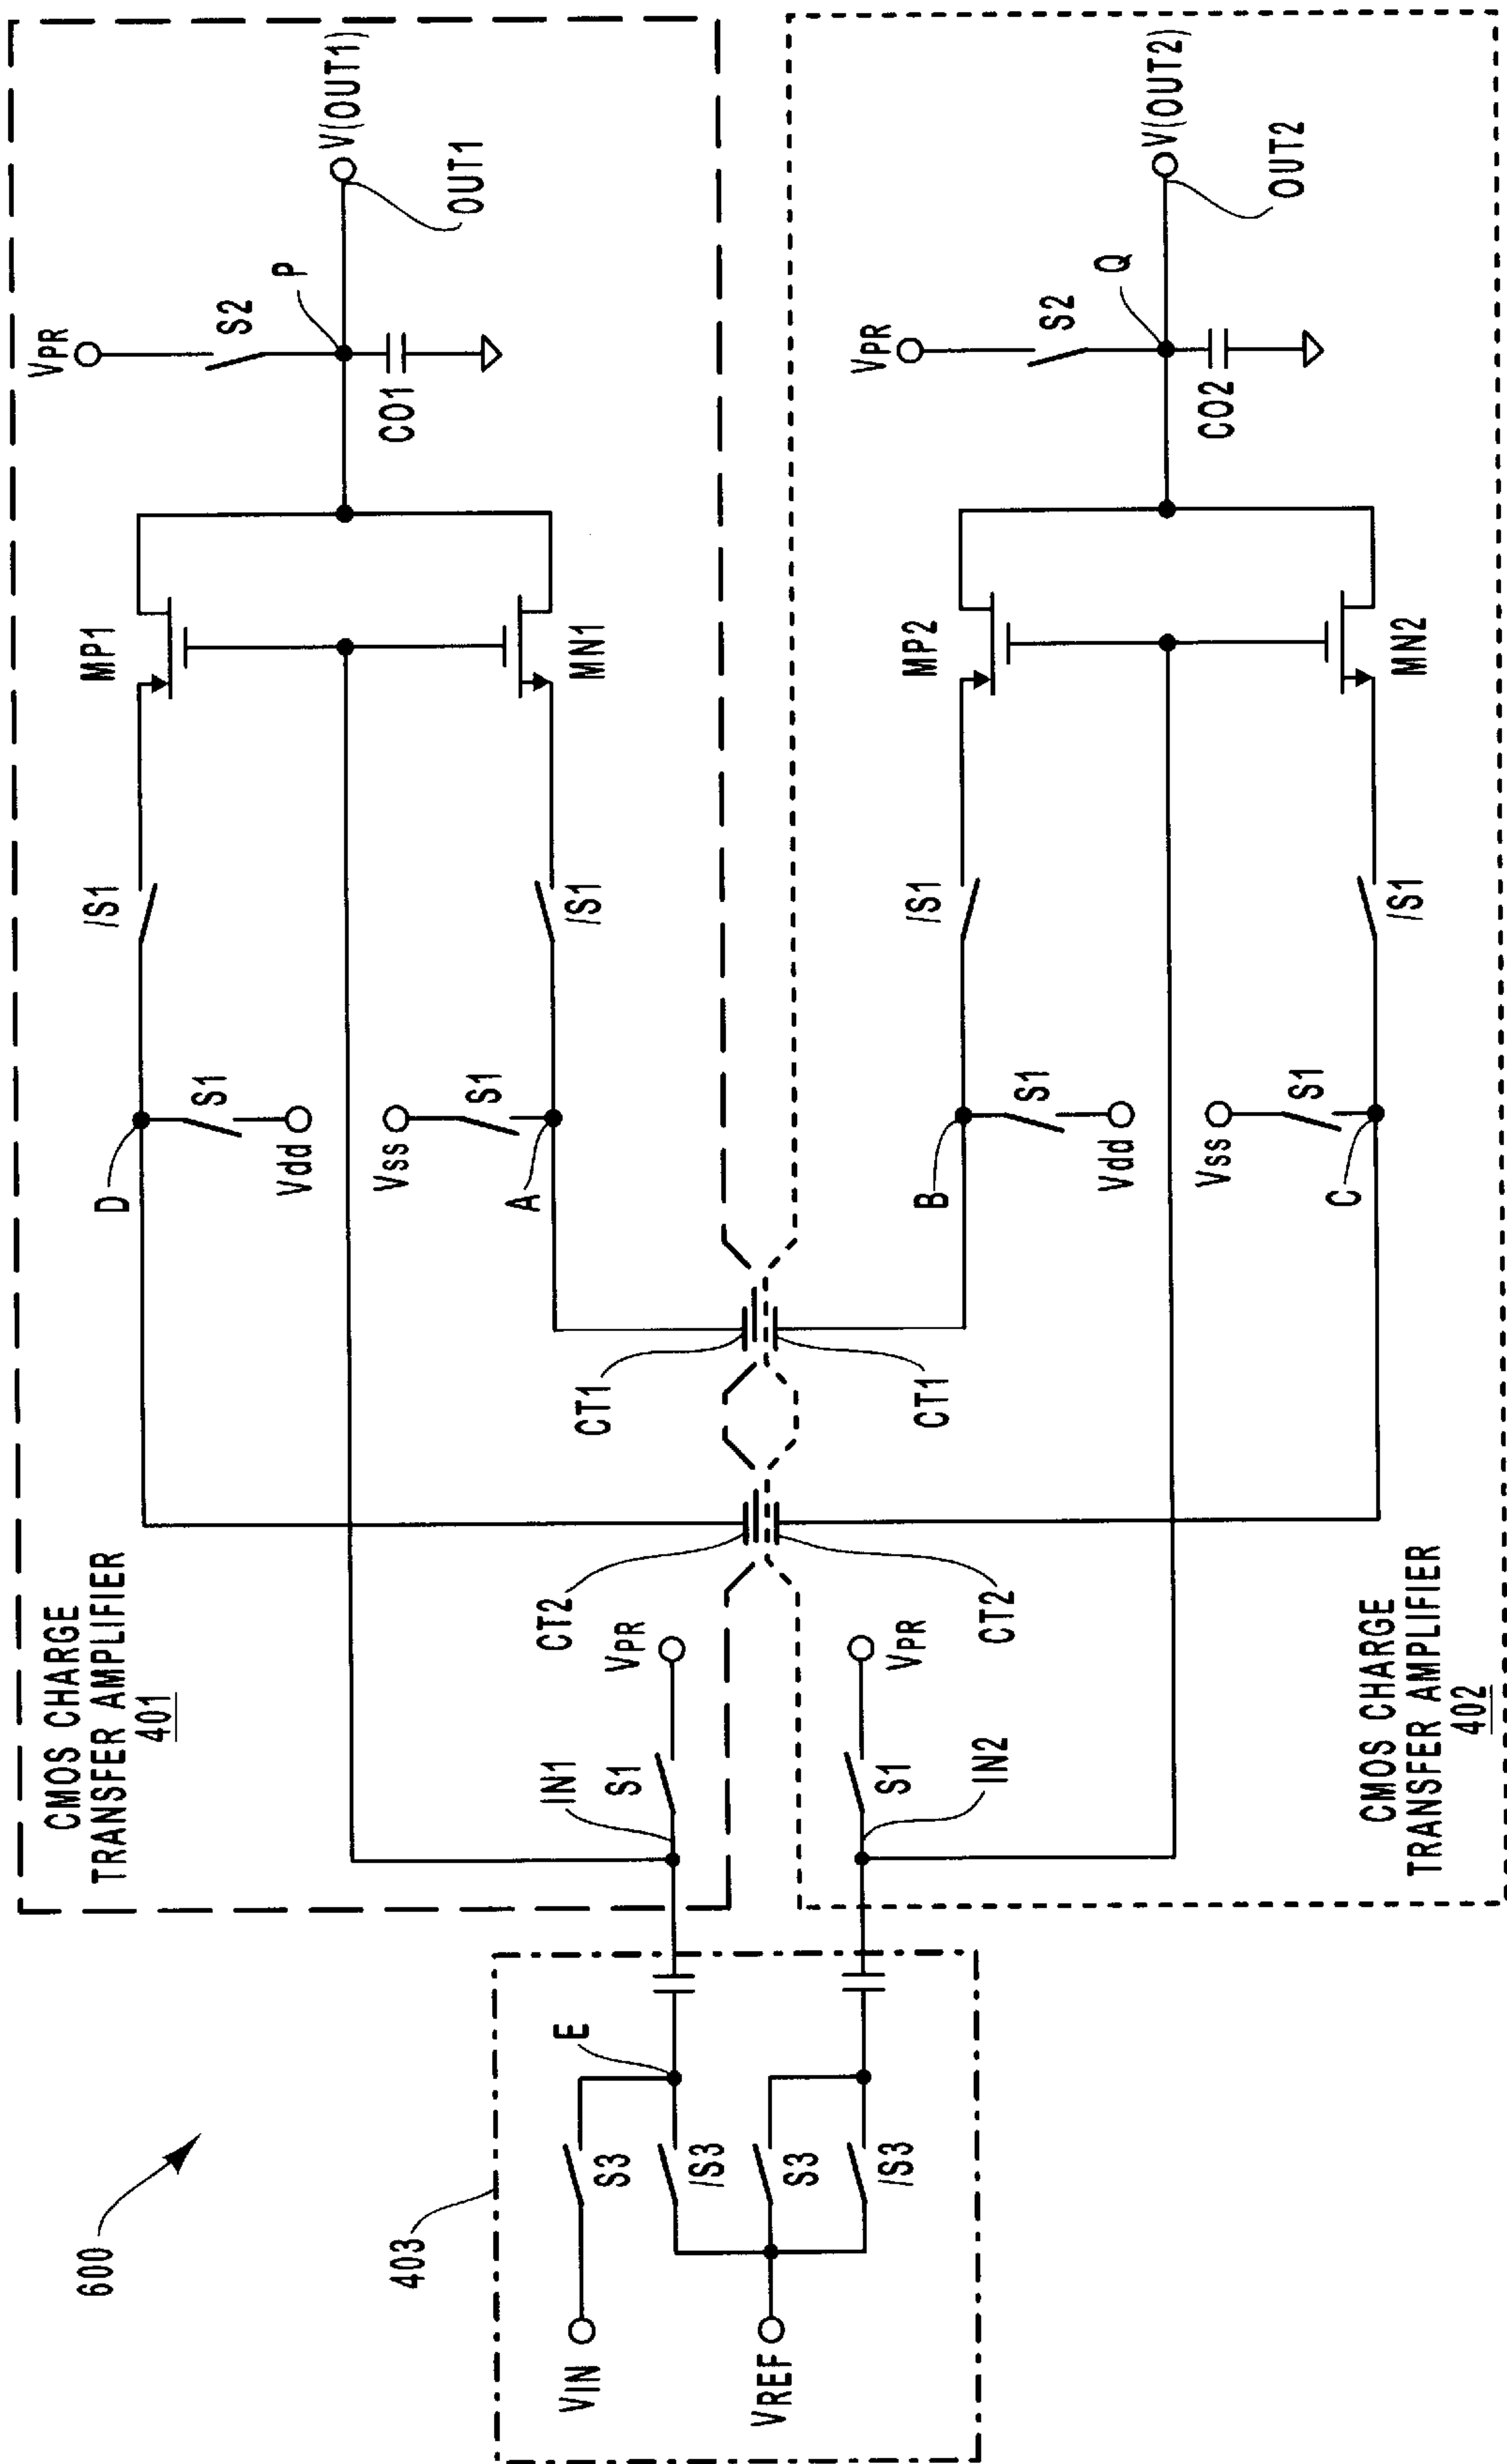 CMOS CHARGE
TRANSFER AMPLIFIER
401
D
/S1
MP1
VPR
S1
Vdd
S2
P
V(OUT1)
OUT1
CO1
Vss
S1
A
/S1
MN1
CT2
CT1
600
403
VIN
S3
E
/S3
VREF
S3
/S3
IN1
S1
VPR
S1
IN2
VPR
CT2
CT1
B
/S1
MP2
VPR
S1
Vdd
S2
Q
V(OUT2)
OUT2
CO2
Vss
S1
C
/S1
MN2
CMOS CHARGE
TRANSFER AMPLIFIER
402